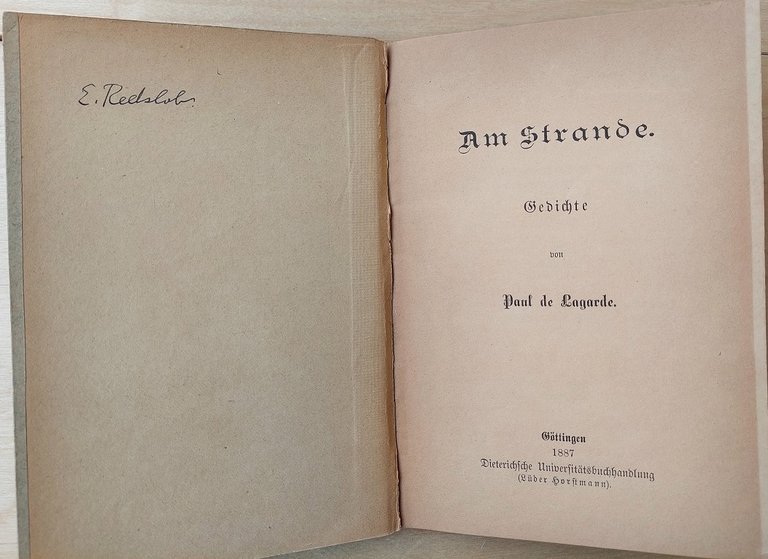 E. Redslob.
Am Strande.
Gedichte
von
Paul de Lagarde.
Göttingen
1887
Dieterichsche Universitätsbuchhandlung
(Lüder Horstmann).